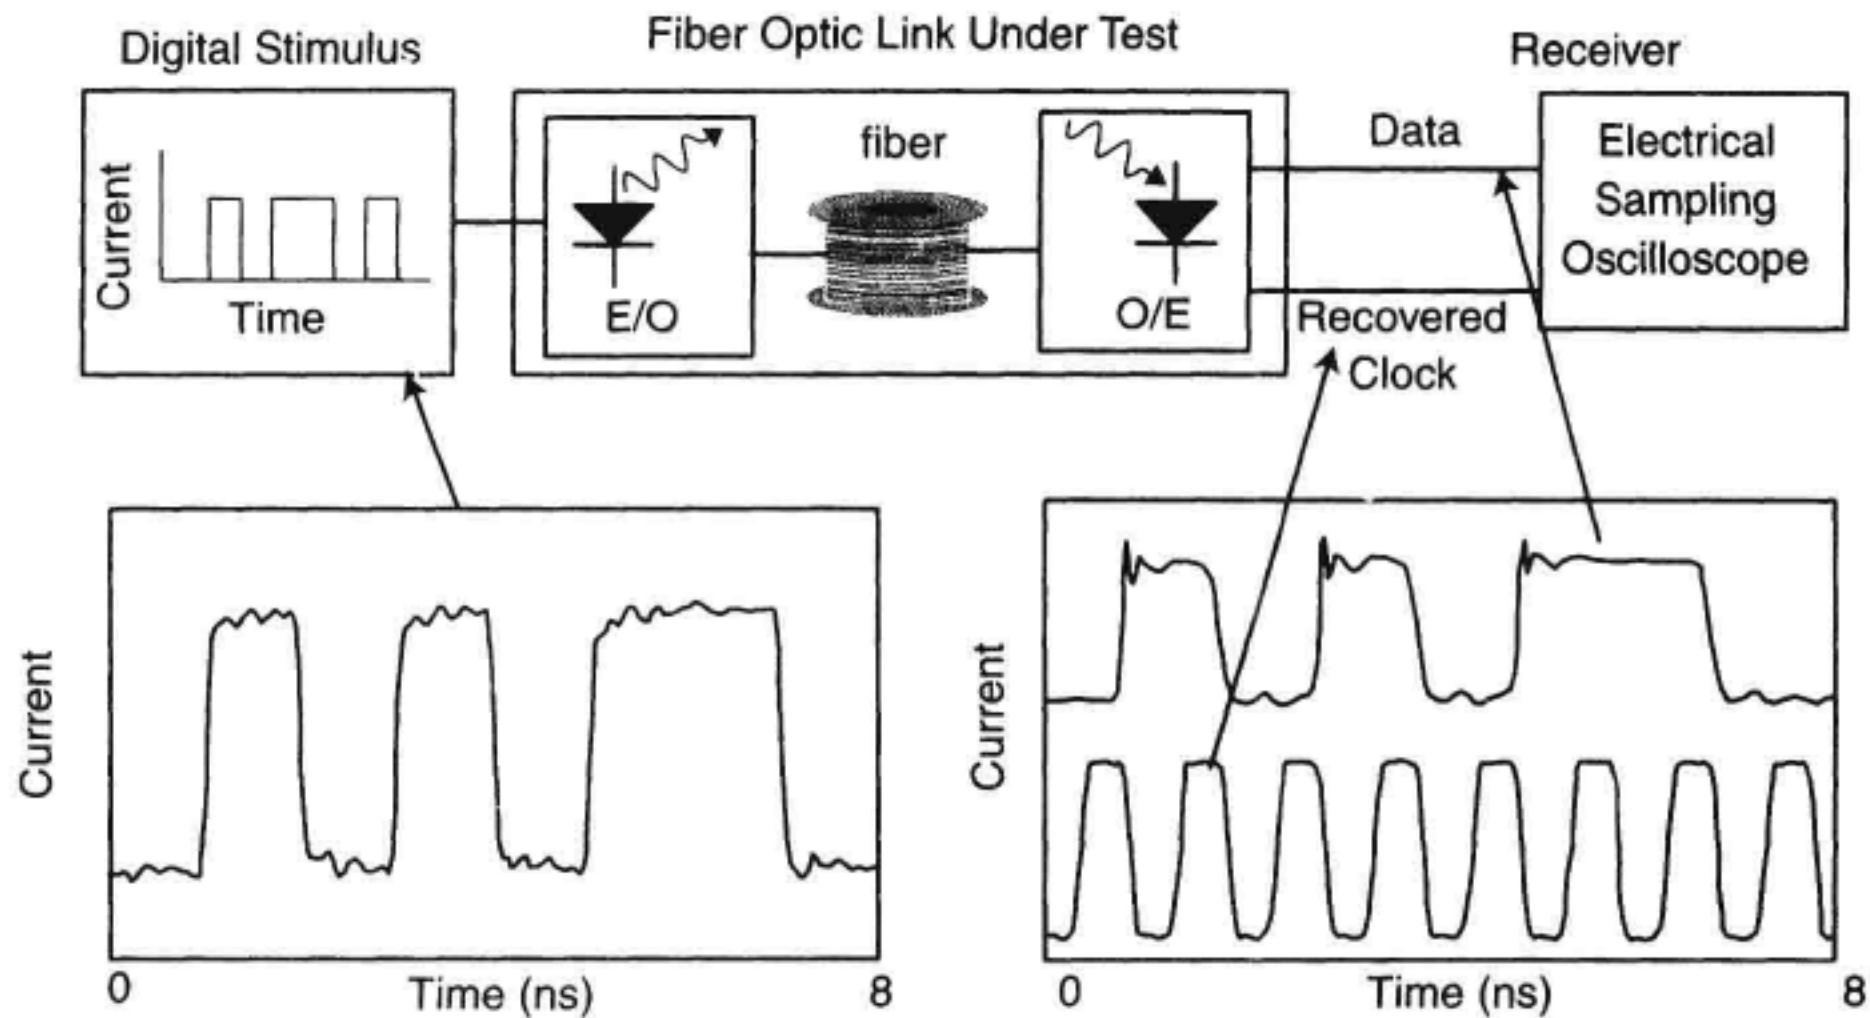 Digital Stimulus
Fiber Optic Link Under Test
Receiver
Current
Time
E/O
fiber
O/E
Data
Recovered
Clock
Electrical
Sampling
Oscilloscope
Current
0
Time (ns)
8
Current
0
Time (ns)
8